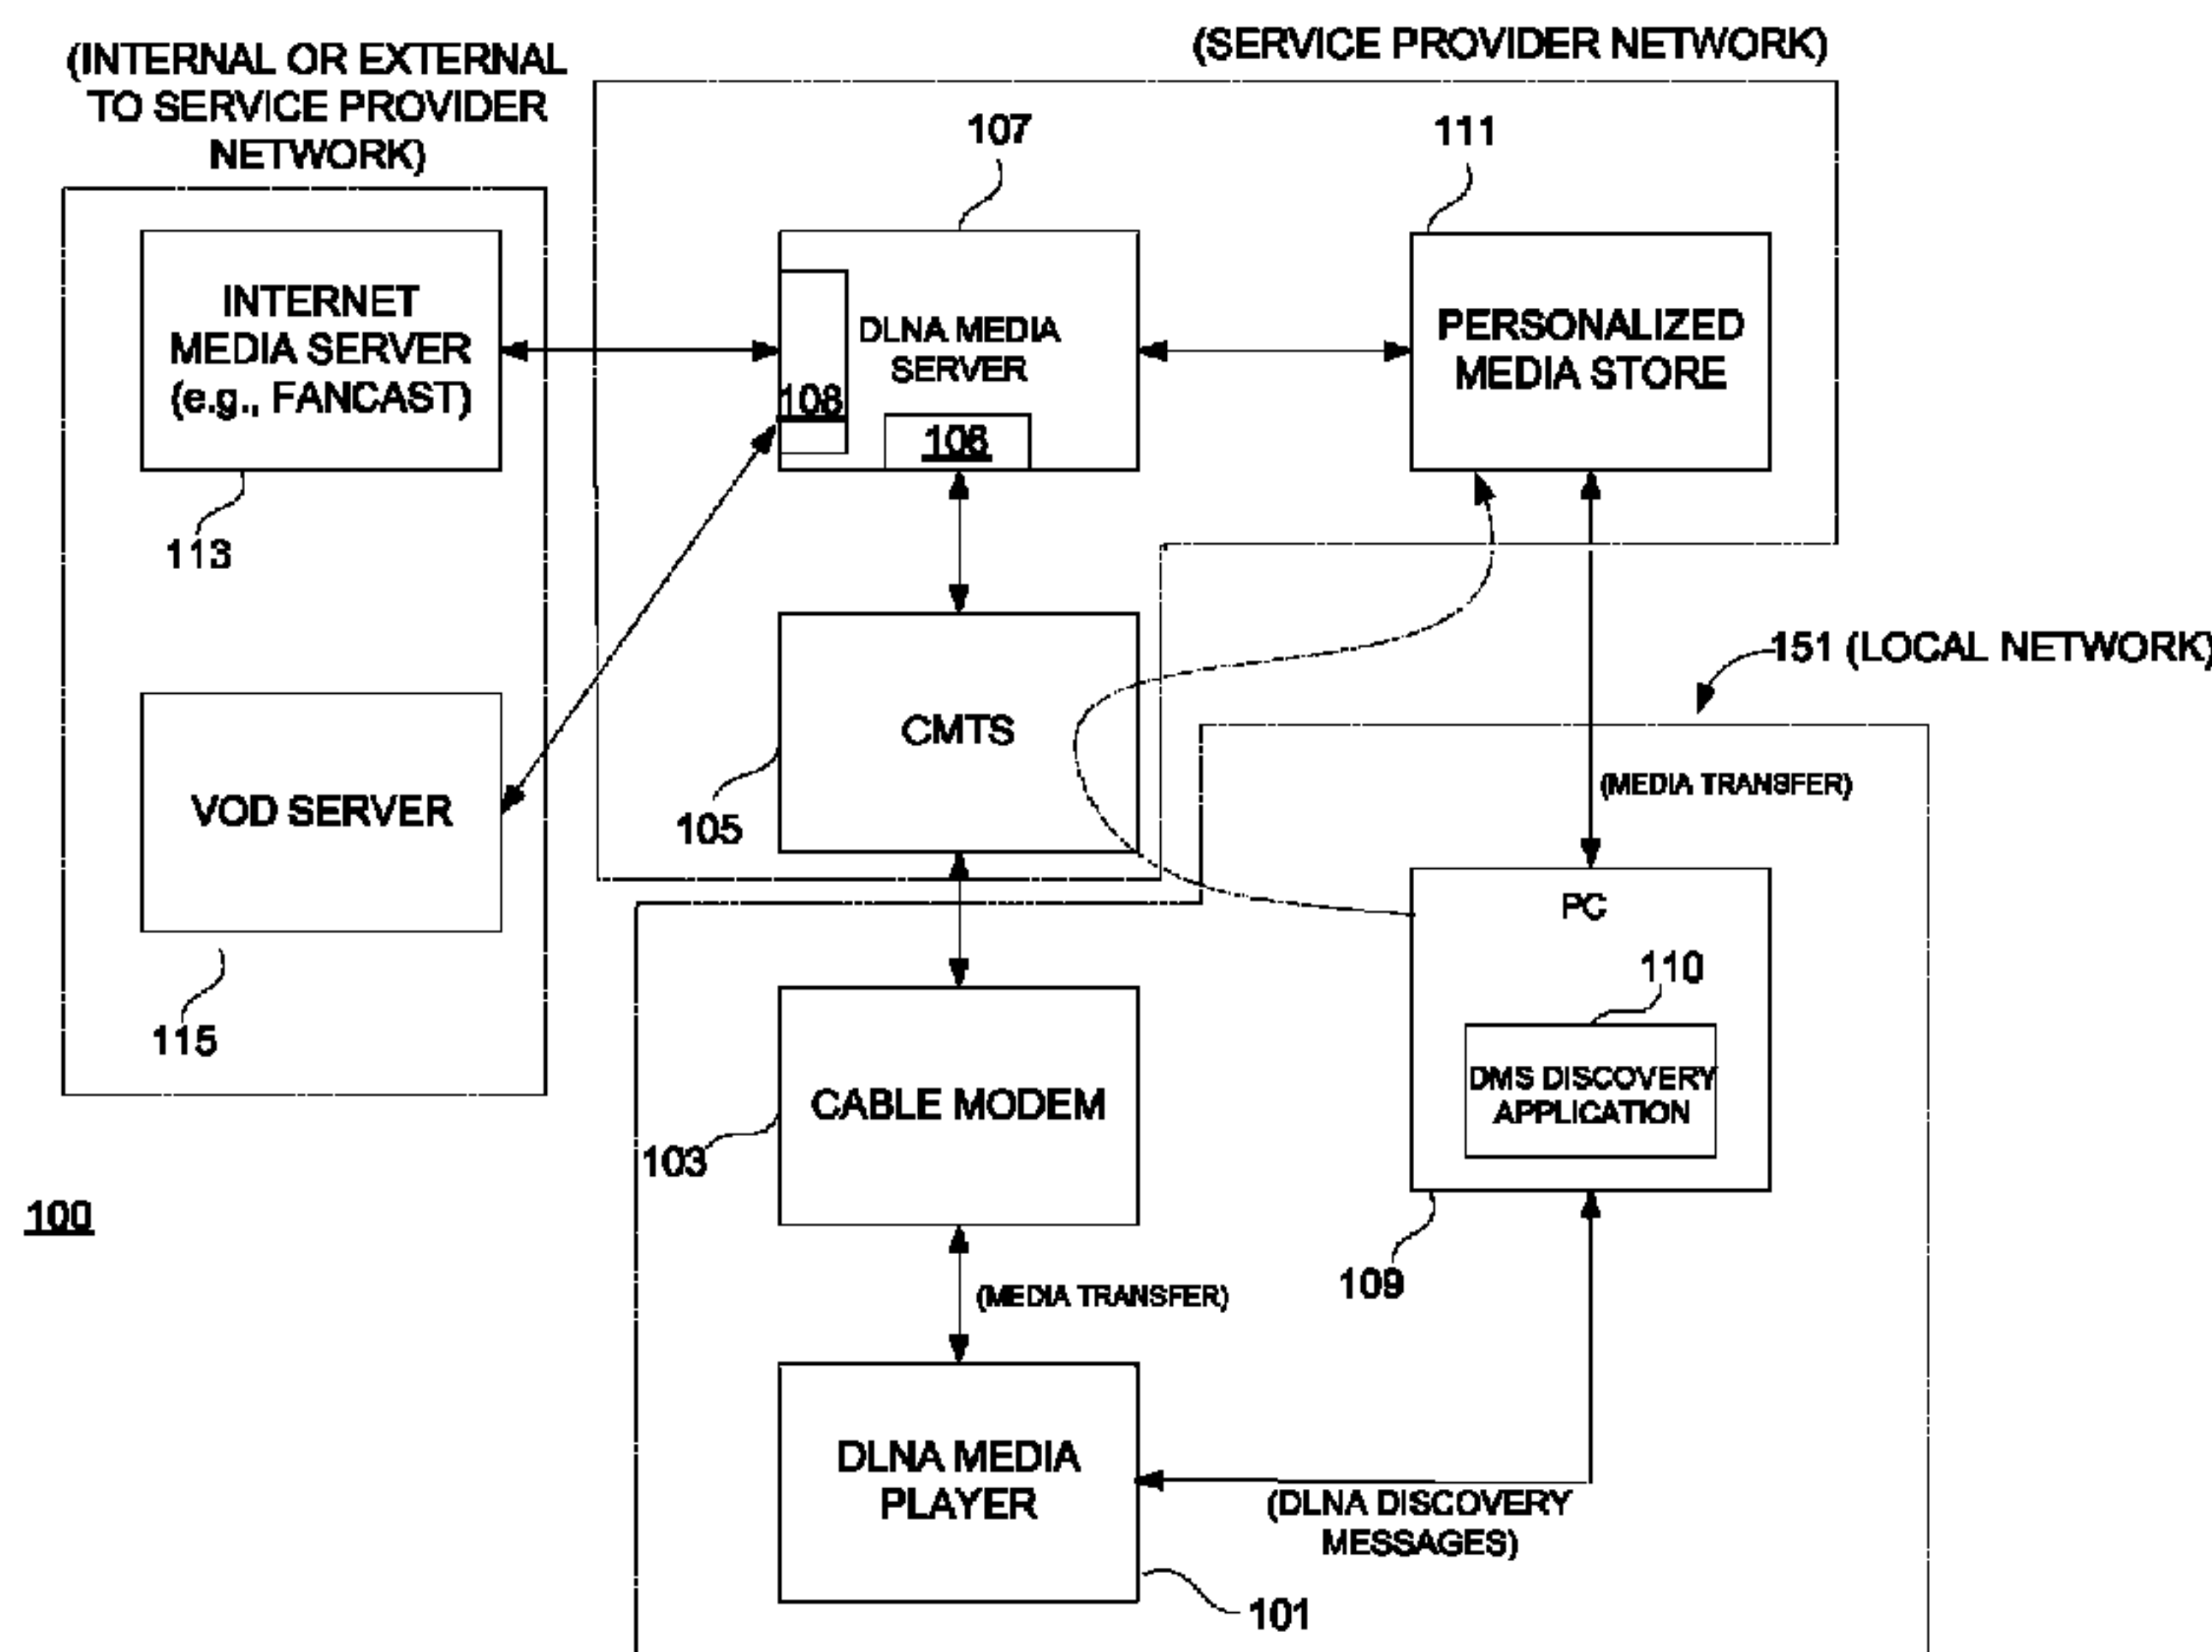 (INTERNAL OR EXTERNAL
TO SERVICE PROVIDER
NETWORK)
(SERVICE PROVIDER NETWORK)
107
111
INTERNET
MEDIA SERVER
(e.g., FANCAST)
DLNA MEDIA
SERVER
108
106
PERSONALIZED
MEDIA STORE
113
151 (LOCAL NETWORK)
CMTS
105
VOD SERVER
115
(MEDIA TRANSFER)
PC
110
DMS DISCOVERY
APPLICATION
109
CABLE MODEM
103
100
(MEDIA TRANSFER)
DLNA MEDIA
PLAYER
(DLNA DISCOVERY
MESSAGES)
101